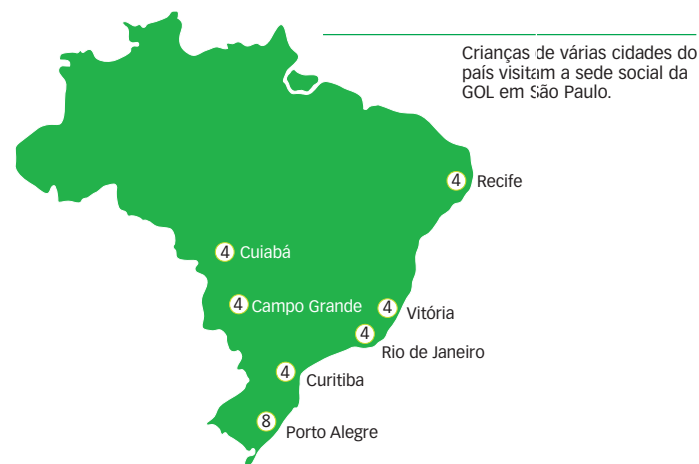 Crianças de várias cidades do
país visitam a sede social da
GOL em São Paulo.
4 Recife
4 Cuiabá
4 Campo Grande
4 Vitória
4 Rio de Janeiro
4 Curitiba
8 Porto Alegre